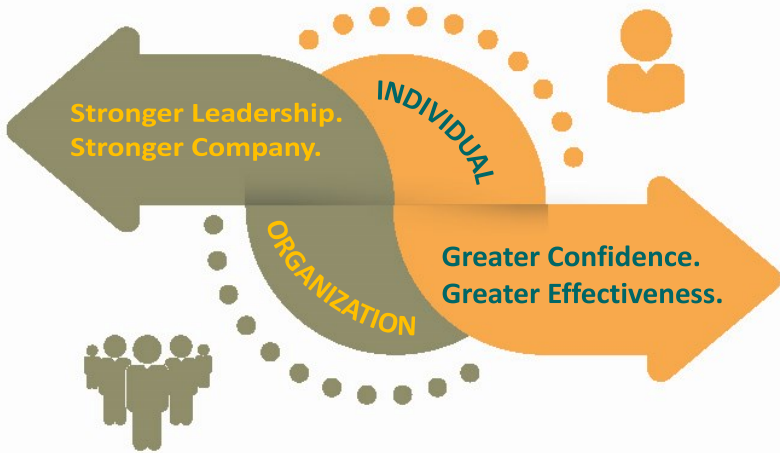 INDIVIDUAL
Stronger Leadership.
Stronger Company.
ORGANIZATION
Greater Confidence.
Greater Effectiveness.